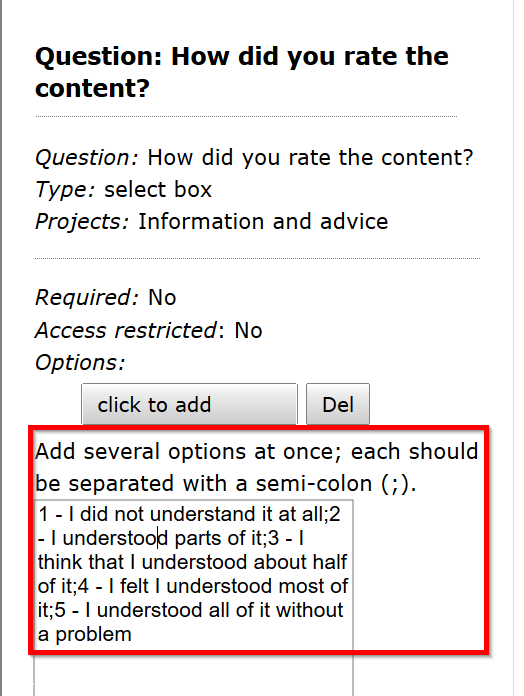 Question: How did you rate the
content?
Question: How did you rate the content?
Type: select box
Projects: Information and advice
Required: No
Access restricted: No
Options:
click to add Del
Add several options at once; each should
be separated with a semi-colon (;).
1 - I did not understand it at all;2
- I understood parts of it;3 - I
think that I understood about half
of it;4 - I felt I understood most of
it;5 - I understood all of it without
a problem